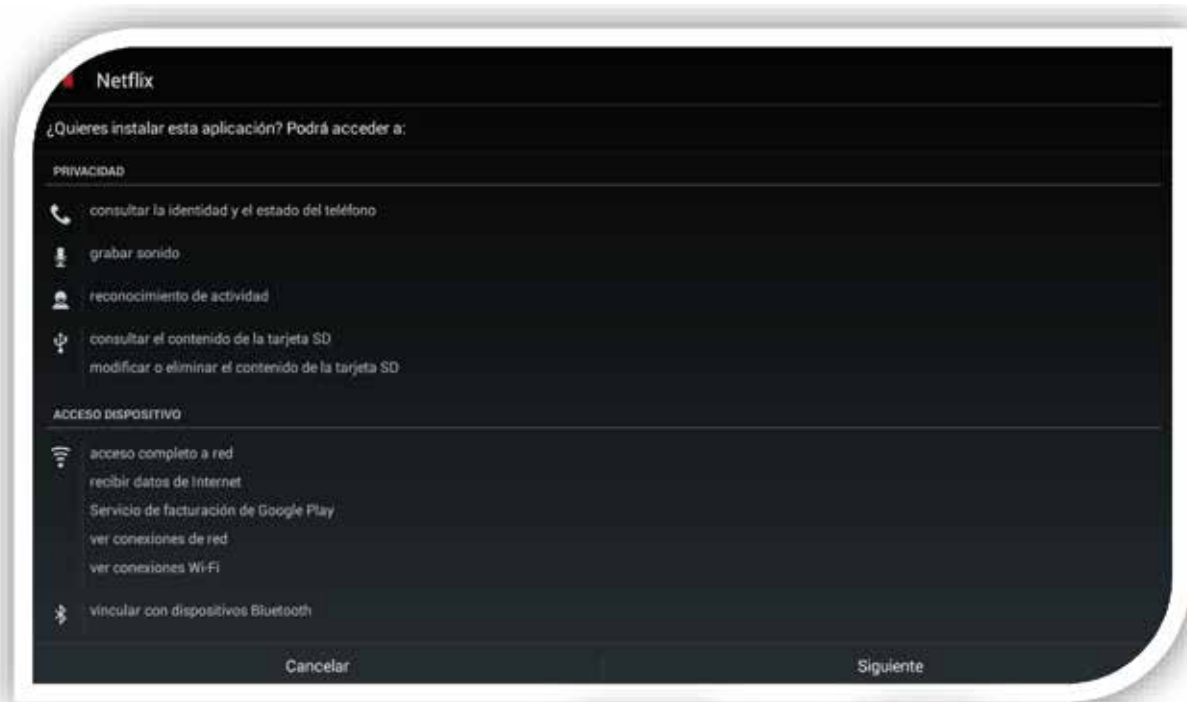 Netflix
¿Quieres instalar esta aplicación? Podrá acceder a:
PRIVACIDAD
consultar la identidad y el estado del teléfono
grabar sonido
reconocimiento de actividad
consultar el contenido de la tarjeta SD
modificar o eliminar el contenido de la tarjeta SD
ACCESO DISPOSITIVO
acceso completo a red
recibir datos de Internet
Servicio de facturación de Google Play
ver conexiones de red
ver conexiones Wi-Fi
vincular con dispositivos Bluetooth
Cancelar
Siguiente